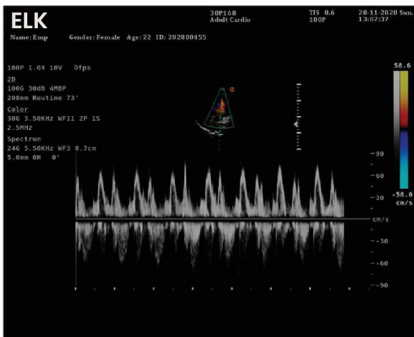 ELK
30P16B
Adult Cardio
TIS 0.6
100P
28-11-2020 Sun.
13:07:37
Name: Emp Gender: Female Age: 22 ID: 202000455
100P 1.0X 10V 0fps
2D
100G 30dB 4MBP
200mm Routine 73°
Color
30G 3.50KHz WF11 2P 1S
2.5MHz
Spectrum
24G 5.50KHz WF3 8.7cm
5.0mm 0H 0°
58.6
-58.6
cm/s
90
60
30
cm/s
-30
-60
-90